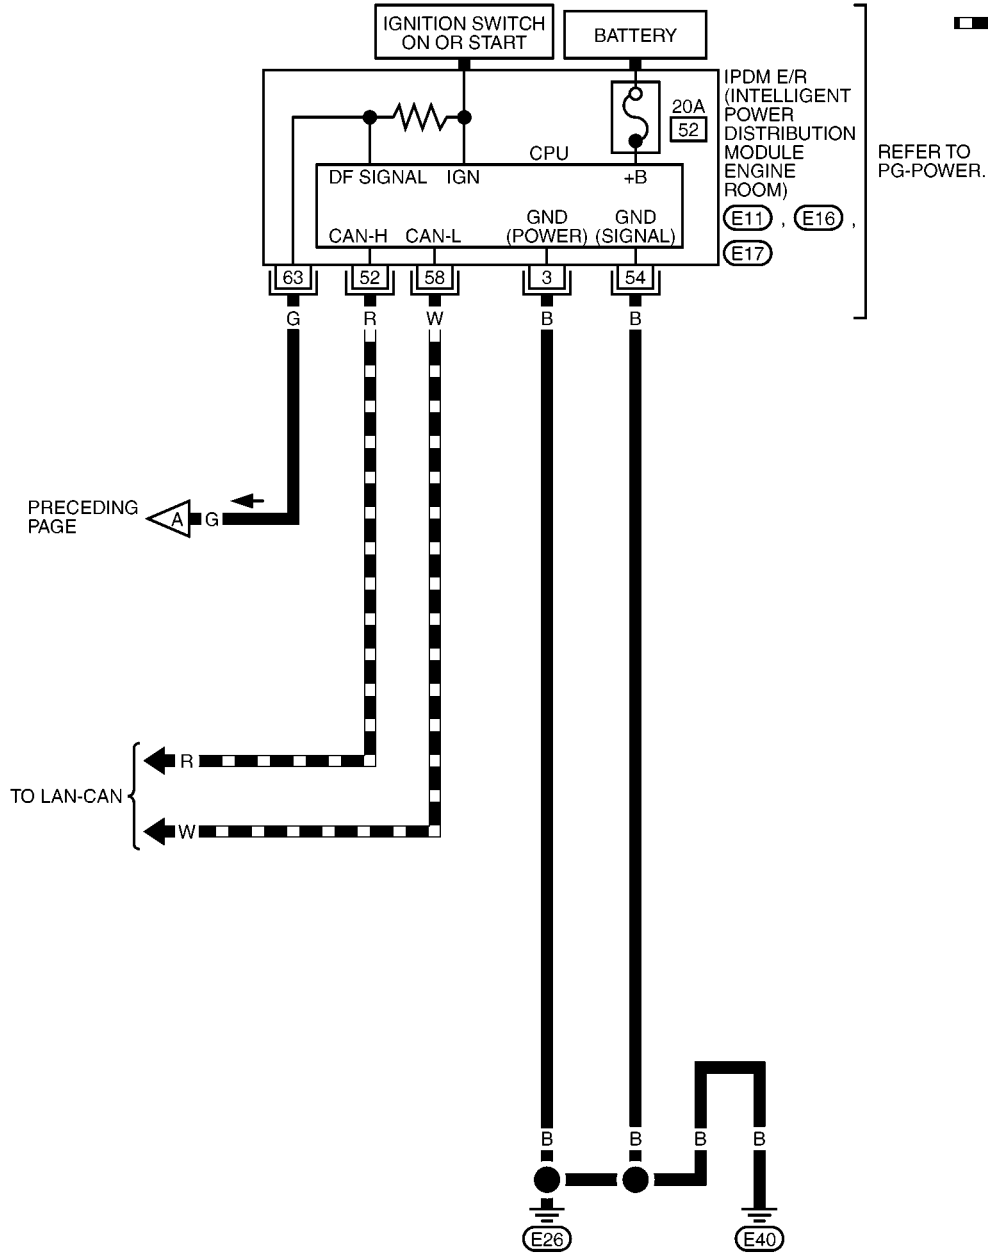 IGNITION SWITCH
ON OR START
BATTERY
IPDM E/R
(INTELLIGENT
POWER
DISTRIBUTION
MODULE
ENGINE
ROOM)
E11 , E16 ,
E17
REFER TO
PG-POWER.
20A
52
CPU
DF SIGNAL IGN +B
CAN-H CAN-L
GND
(POWER)
GND
(SIGNAL)
63 52 58 3 54
G R W B B
PRECEDING
PAGE
A G
R
TO LAN-CAN
W
B B B B
E26 E40